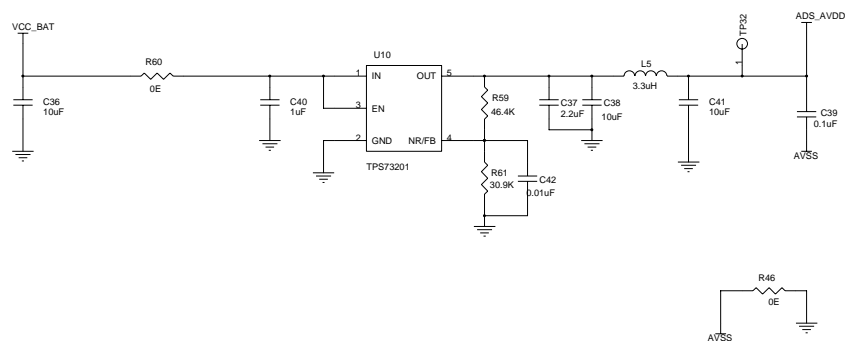 VCC_BAT
TP32
ADS_AVDD
R60
0E
U10
L5
3.3uH
1
C36
10uF
C40
1uF
1
IN
OUT
5
3
EN
2
GND
NR/FB
4
TPS73201
R59
46.4K
C37
2.2uF
C38
10uF
C41
10uF
C39
0.1uF
AVSS
R61
30.9K
C42
0.01uF
R46
0E
AVSS